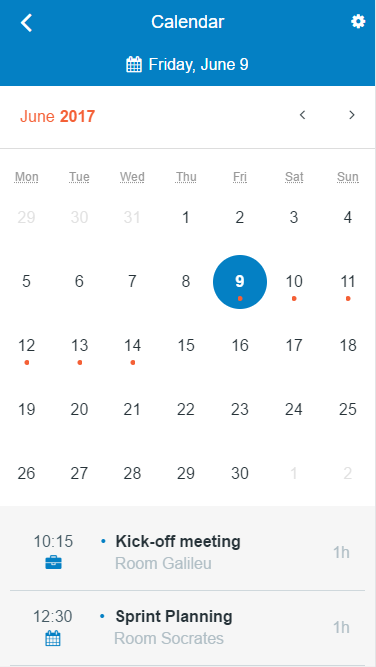 Calendar
Friday, June 9
June 2017
Mon Tue Wed Thu Fri Sat Sun
29 30 31 1 2 3 4
5 6 7 8 9 10 11
12 13 14 15 16 17 18
19 20 21 22 23 24 25
26 27 28 29 30 1 2
10:15 Kick-off meeting 1h
Room Galileu
12:30 Sprint Planning 1h
Room Socrates